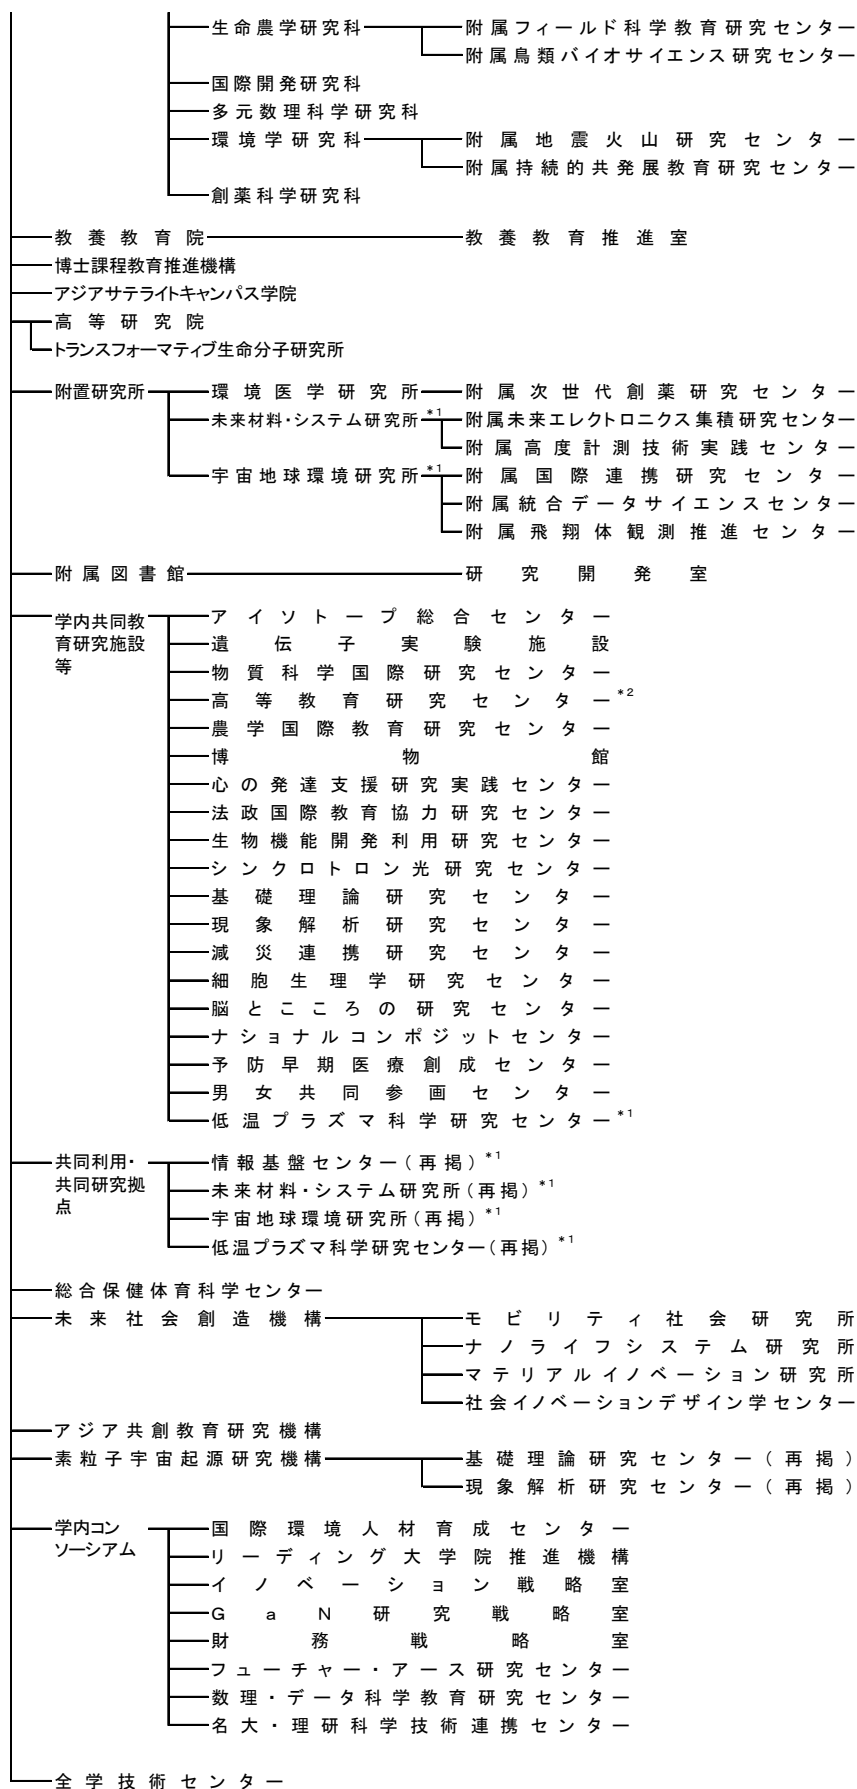 生命農学研究科 附属フィールド科学教育研究センター
附属鳥類バイオサイエンス研究センター
国際開発研究科
多元数理科学研究科
環境学研究科 附属地震火山研究センター
附属持続的共発展教育研究センター
創薬科学研究科
教養教育院 教養教育推進室
博士課程教育推進機構
アジアサテライトキャンパス学院
高等研究院
トランスフォーマティブ生命分子研究所
附置研究所 環境医学研究所 附属次世代創薬研究センター
未来材料・システム研究所*1 附属未来エレクトロニクス集積研究センター
附属高度計測技術実践センター
宇宙地球環境研究所*1 附属国際連携研究センター
附属統合データサイエンスセンター
附属飛翔体観測推進センター
附属図書館 研究開発室
学内共同教育研究施設等
アイソトープ総合センター
遺伝子実験施設
物質科学国際研究センター
高等教育研究センター*2
農学国際教育研究センター
博物館
心の発達支援研究実践センター
法政国際教育協力研究センター
生物機能開発利用研究センター
シンクロトロン光研究センター
基礎理論研究センター
現象解析研究センター
減災連携研究センター
細胞生理学研究センター
脳とこころの研究センター
ナショナルコンポジットセンター
予防早期医療創成センター
男女共同参画センター
低温プラズマ科学研究センター*1
共同利用・共同研究拠点
情報基盤センター(再掲)*1
未来材料・システム研究所(再掲)*1
宇宙地球環境研究所(再掲)*1
低温プラズマ科学研究センター(再掲)*1
総合保健体育科学センター
未来社会創造機構 モビリティ社会研究所
ナノライフシステム研究所
マテリアルイノベーション研究所
社会イノベーションデザイン学センター
アジア共創教育研究機構
素粒子宇宙起源研究機構 基礎理論研究センター(再掲)
現象解析研究センター(再掲)
学内コンソーシアム
国際環境人材育成センター
リーディング大学院推進機構
イノベーション戦略室
GaN研究戦略室
財務戦略室
フューチャー・アース研究センター
数理・データ科学教育研究センター
名大・理研科学技術連携センター
全学技術センター